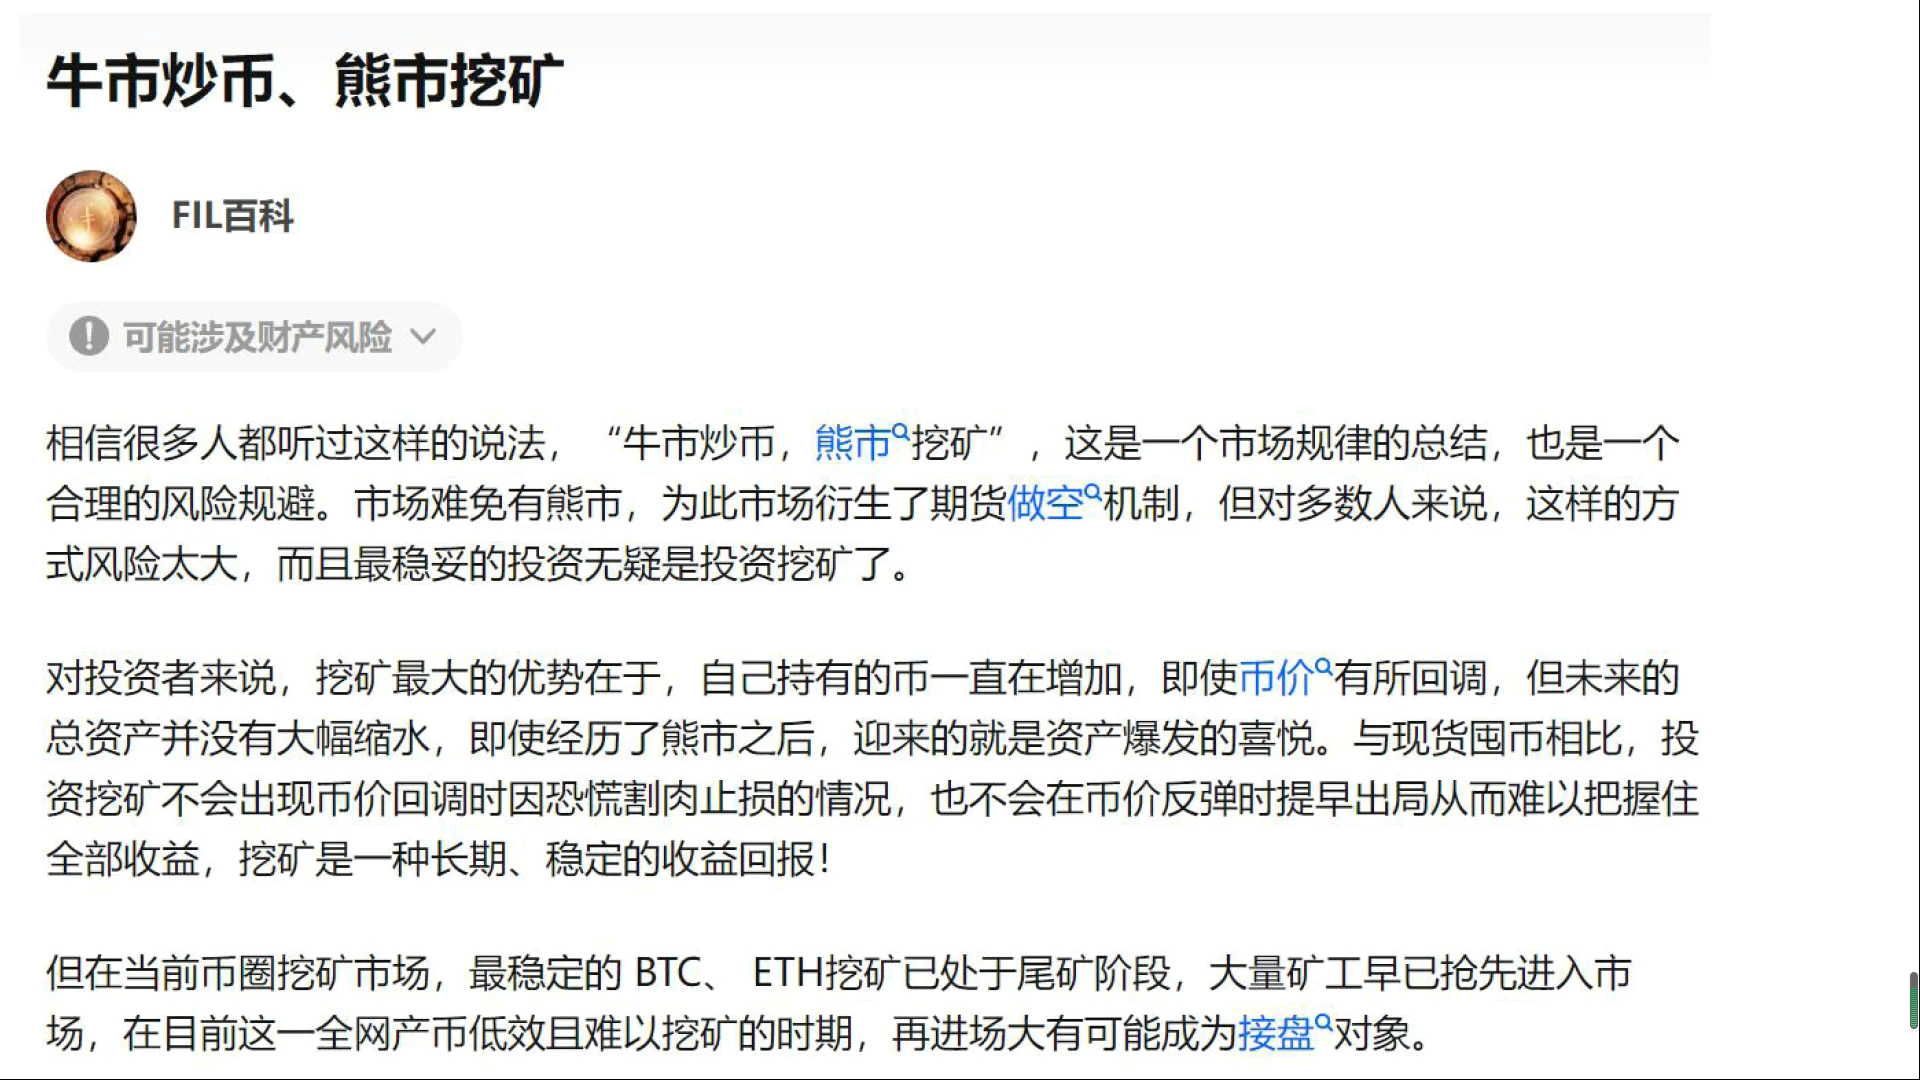 牛市炒币、熊市挖矿
FIL百科
可能涉及财产风险
相信很多人都听过这样的说法，“牛市炒币，熊市挖矿”，这是一个市场规律的总结，也是一个
合理的风险规避。市场难免有熊市，为此市场衍生了期货做空机制，但对多数人来说，这样的方
式风险太大，而且最稳妥的投资无疑是投资挖矿了。
对投资者来说，挖矿最大的优势在于，自己持有的币一直在增加，即使币价有所回调，但未来的
总资产并没有大幅缩水，即使经历了熊市之后，迎来的就是资产爆发的喜悦。与现货囤币相比，投
资挖矿不会出现币价回调时因恐慌割肉止损的情况，也不会在币价反弹时提早出局从而难以把握住
全部收益，挖矿是一种长期、稳定的收益回报！
但在当前币圈挖矿市场，最稳定的 BTC、 ETH挖矿已处于尾矿阶段，大量矿工早已抢先进入市
场，在目前这一全网产币低效且难以挖矿的时期，再进场大有可能成为接盘对象。